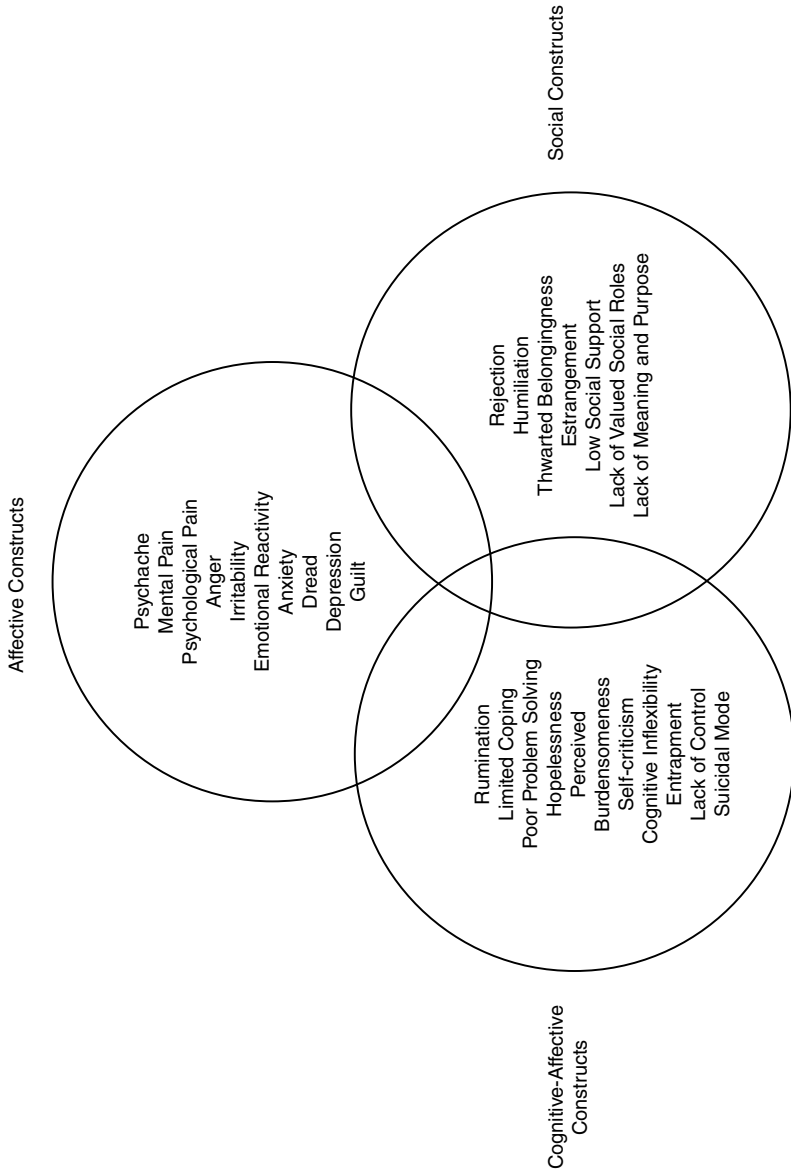 Affective Constructs
Psychache
Mental Pain
Psychological Pain
Anger
Irritability
Emotional Reactivity
Anxiety
Dread
Depression
Guilt
Cognitive-Affective
Constructs
Rumination
Limited Coping
Poor Problem Solving
Hopelessness
Perceived
Burdensomeness
Self-criticism
Cognitive Inflexibility
Entrapment
Lack of Control
Suicidal Mode
Social Constructs
Rejection
Humiliation
Thwarted Belongingness
Estrangement
Low Social Support
Lack of Valued Social Roles
Lack of Meaning and Purpose